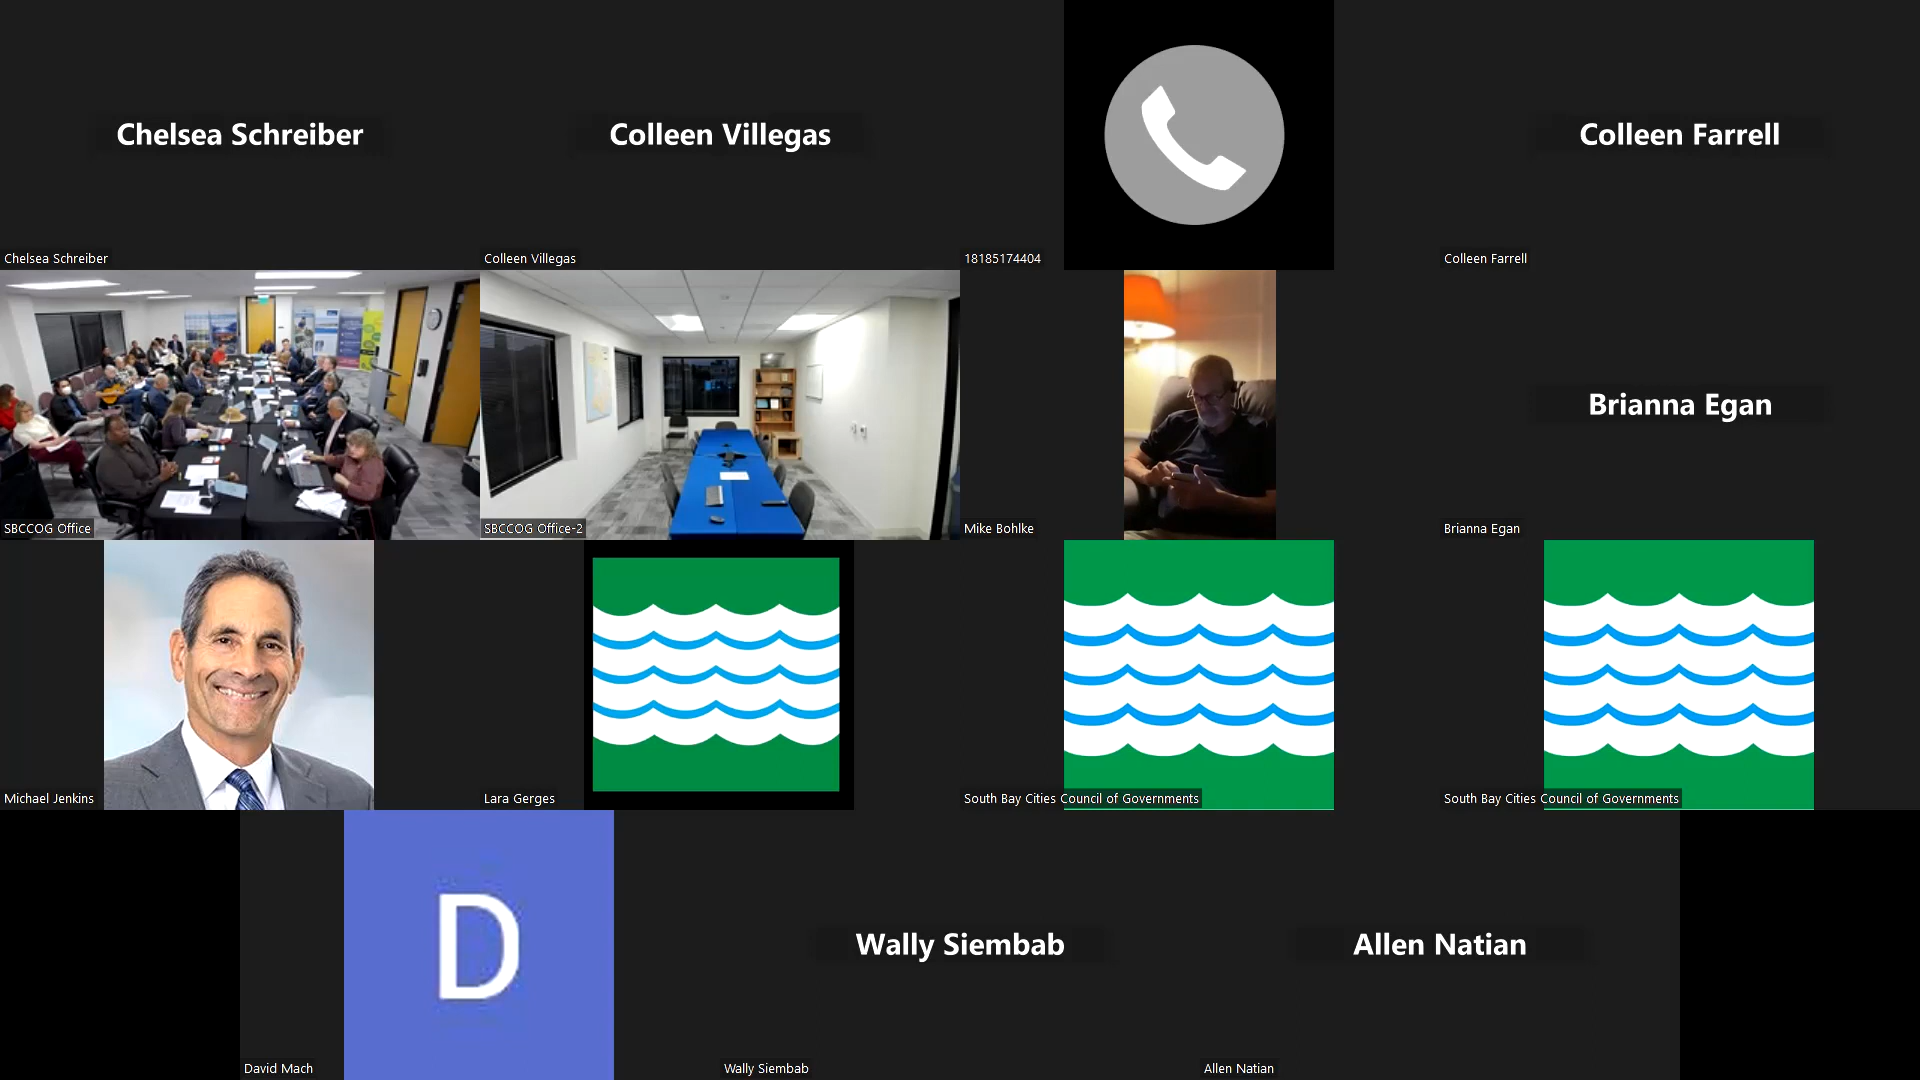 Chelsea Schreiber
Colleen Villegas
Colleen Farrell
Chelsea Schreiber
Colleen Villegas
18185174404
Colleen Farrell
Brianna Egan
SBCCOG Office
SBCCOG Office-2
Mike Bohlke
Brianna Egan
Michael Jenkins
Lara Gerges
South Bay Cities Council of Governments
South Bay Cities Council of Governments
D
Wally Siembab
Allen Natian
David Mach
Wally Siembab
Allen Natian